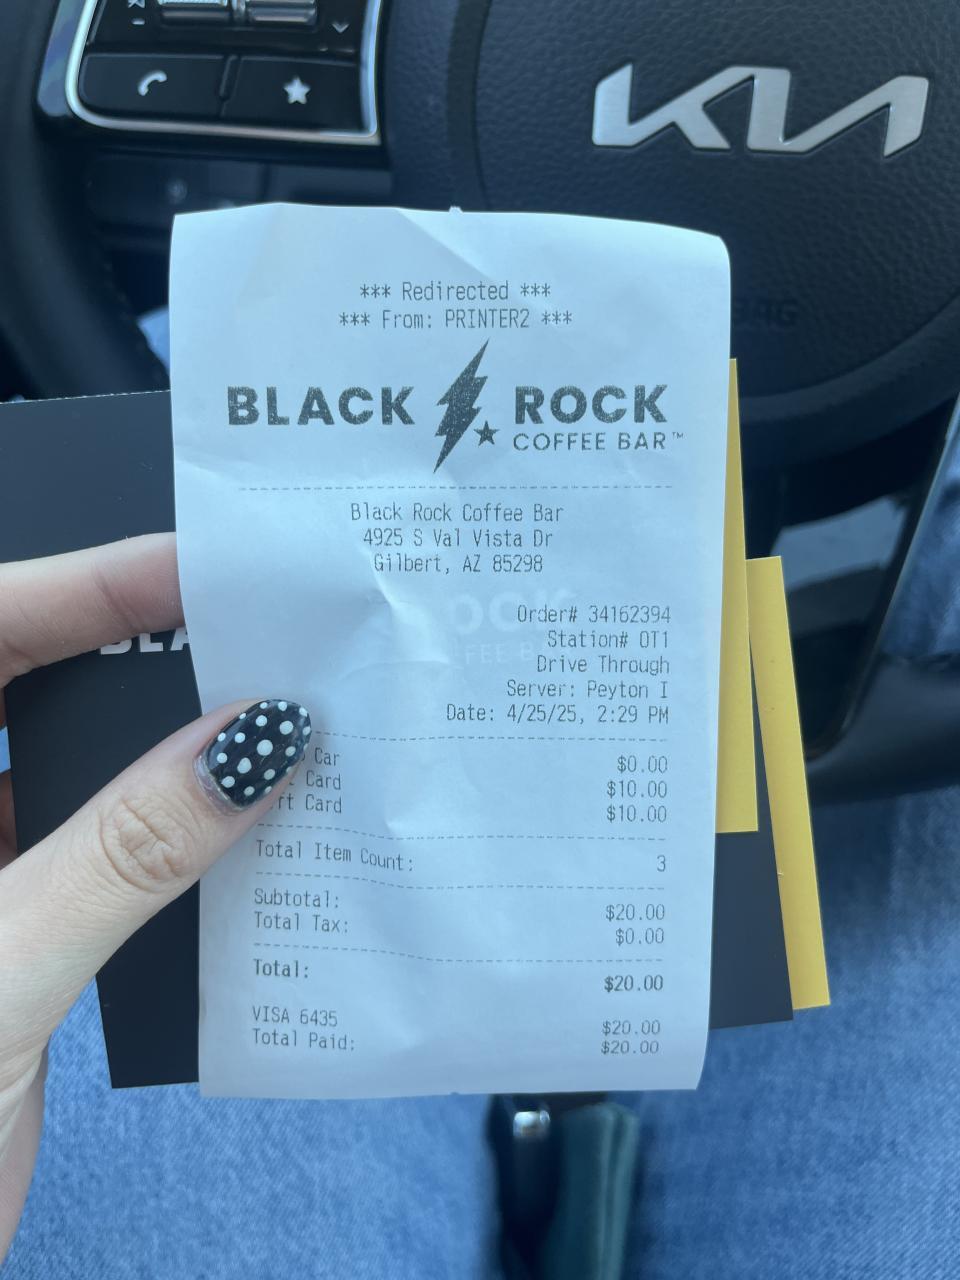 KIA
*** Redirected ***
*** From: PRINTER2 ***
BLACK ROCK
COFFEE BAR™
Black Rock Coffee Bar
4925 S Val Vista Dr
Gilbert, AZ 85298
Order# 34162394
Station# OT1
Drive Through
Server: Peyton I
Date: 4/25/25, 2:29 PM
Car $0.00
Card $10.00
Card $10.00
Total Item Count: 3
Subtotal: $20.00
Total Tax: $0.00
Total: $20.00
VISA 6435 $20.00
Total Paid: $20.00